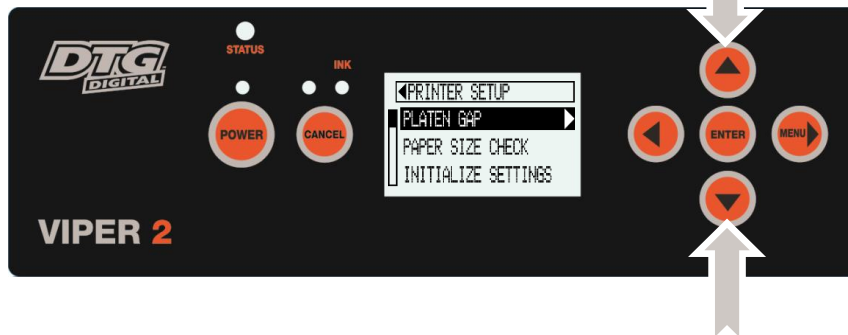 DTG
DIGITAL
STATUS
INK
POWER
CANCEL
PRINTER SETUP
PLATEN GAP
PAPER SIZE CHECK
INITIALIZE SETTINGS
ENTER
MENU
VIPER 2